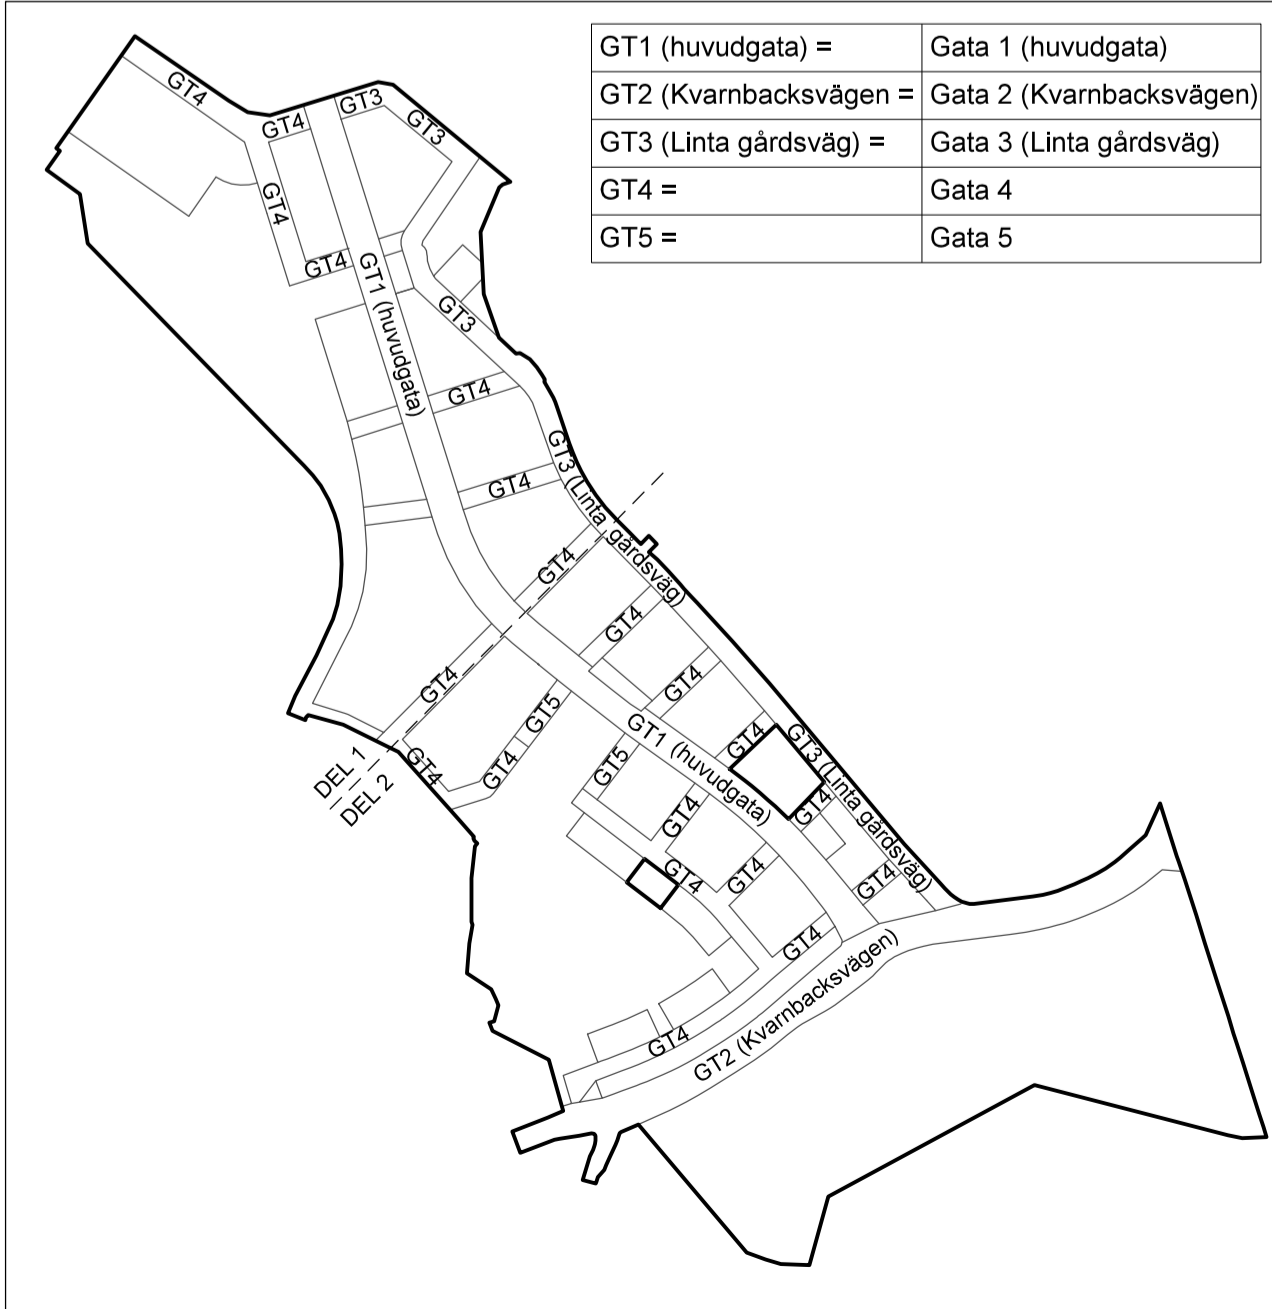 GT1 (huvudgata) = Gata 1 (huvudgata)
GT2 (Kvarnbacksvägen = Gata 2 (Kvarnbacksvägen)
GT3 (Linta gårdsväg) = Gata 3 (Linta gårdsväg)
GT4 = Gata 4
GT5 = Gata 5
GT4
GT3
GT4
GT3
GT4
GT4
GT1 (huvudgata)
GT3
GT4
GT3 (Linta gårdsväg)
GT4
GT4
GT4
GT4
GT4
GT5
GT1 (huvudgata)
GT4
GT3 (Linta gårdsväg)
DEL 1
DEL 2
GT4
GT4
GT5
GT4
GT4
GT4
GT4
GT4
GT4
GT2 (Kvarnbacksvägen)
GT4